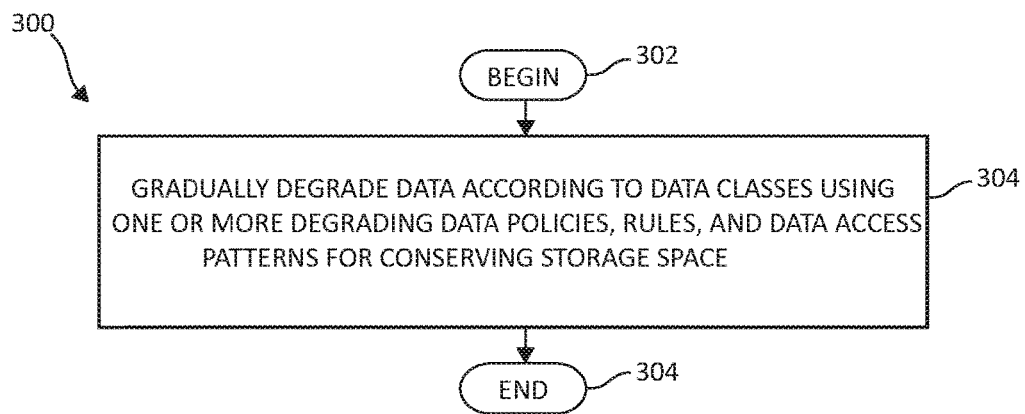 300
BEGIN
302
GRADUALLY DEGRADE DATA ACCORDING TO DATA CLASSES USING
ONE OR MORE DEGRADING DATA POLICIES, RULES, AND DATA ACCESS
PATTERNS FOR CONSERVING STORAGE SPACE
304
END
304